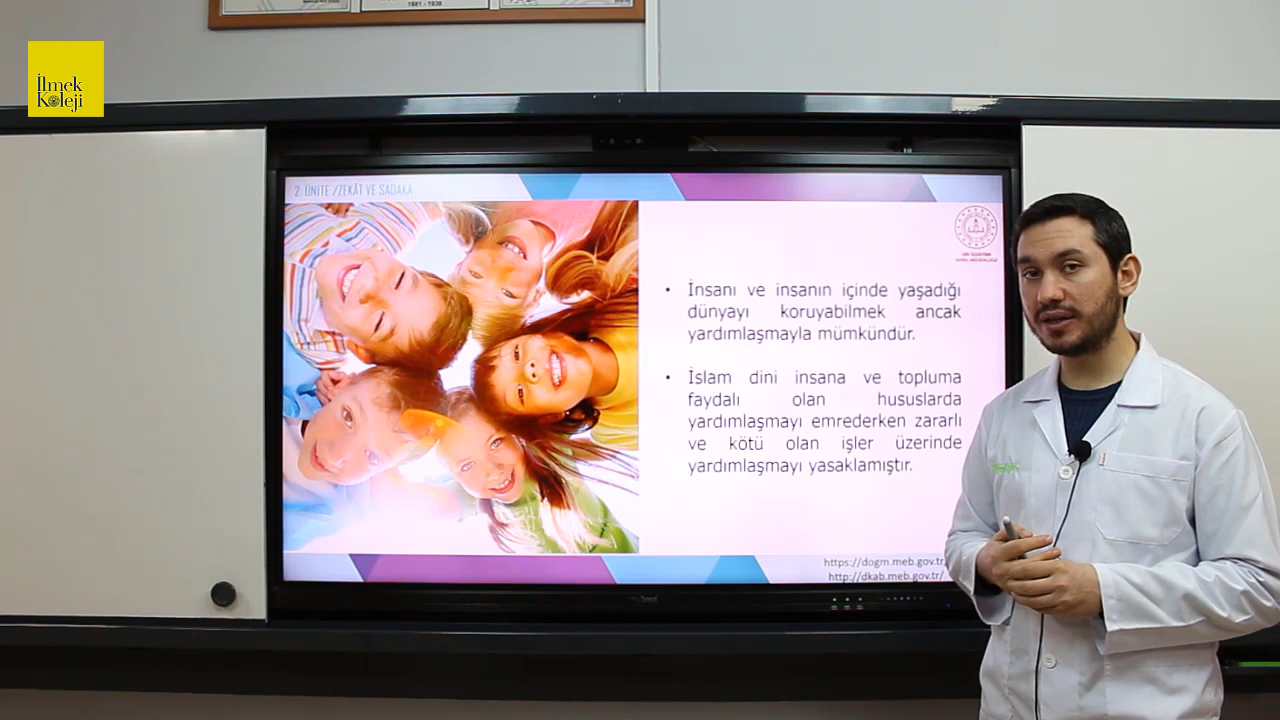 1881 - 1938
İlmek
Koleji
2. ÜNİTE /ZEKÂT VE SADAKA
• İnsanı ve insanın içinde yaşadığı
dünyayı koruyabilmek ancak
yardımlaşmayla mümkündür.
• İslam dini insana ve topluma
faydalı olan hususlarda
yardımlaşmayı emrederken zararlı
ve kötü olan işler üzerinde
yardımlaşmayı yasaklamıştır.
https://dogm.meb.gov.tr/
http://dkab.meb.gov.tr/